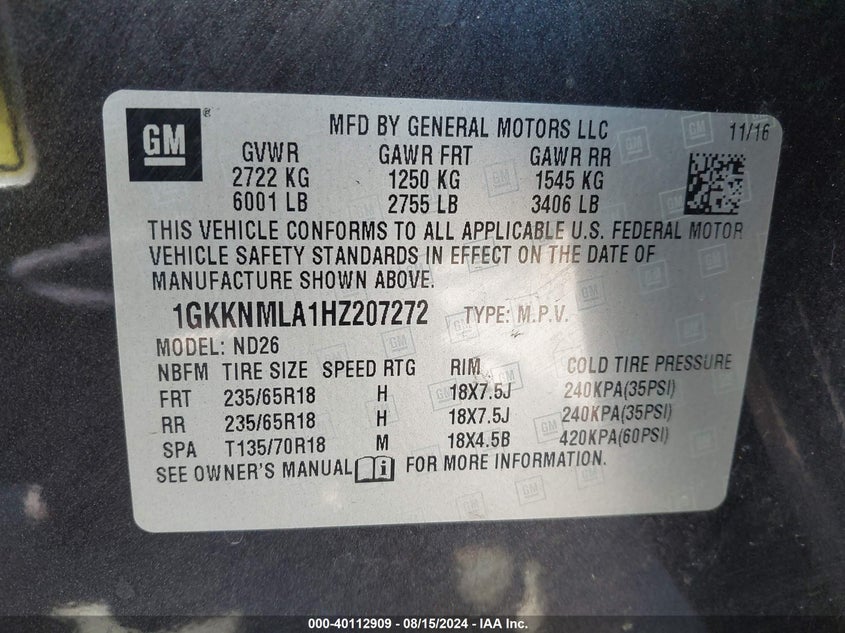 GM ® MFD BY GENERAL MOTORS LLC 11/16
GVWR GAWR FRT GAWR RR
2722 KG 1250 KG 1545 KG
6001 LB 2755 LB 3406 LB
THIS VEHICLE CONFORMS TO ALL APPLICABLE U.S. FEDERAL MOTOR
VEHICLE SAFETY STANDARDS IN EFFECT ON THE DATE OF
MANUFACTURE SHOWN ABOVE.
1GKKNMLA1HZ207272 TYPE: M.P.V.
MODEL: ND26
NBFM TIRE SIZE SPEED RTG RIM COLD TIRE PRESSURE
FRT 235/65R18 H 18X7.5J 240KPA(35PSI)
RR 235/65R18 H 18X7.5J 240KPA(35PSI)
SPA T135/70R18 M 18X4.5B 420KPA(60PSI)
SEE OWNER'S MANUAL i FOR MORE INFORMATION.
000-40112909 - 08/15/2024 - IAA Inc.